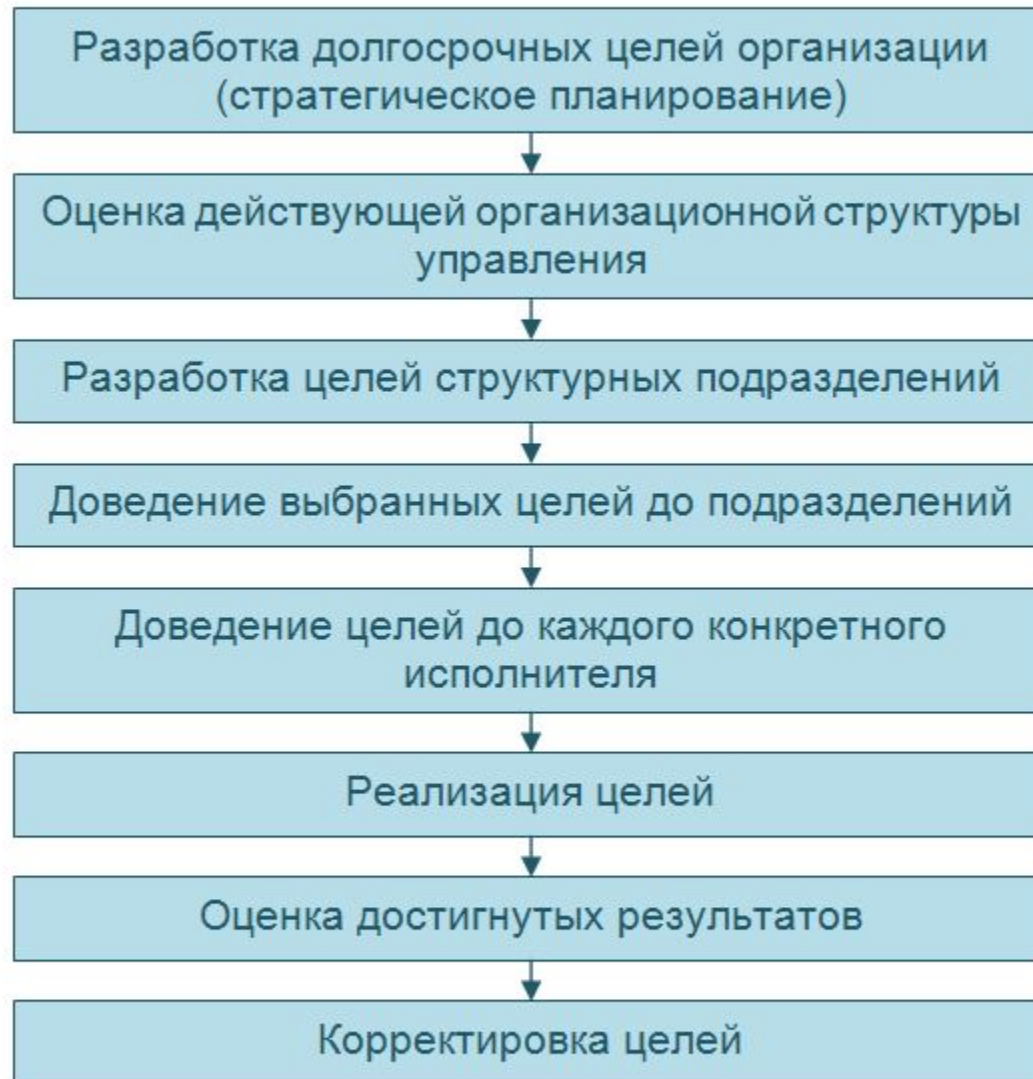 Разработка долгосрочных целей организации
(стратегическое планирование)
Оценка действующей организационной структуры
управления
Разработка целей структурных подразделений
Доведение выбранных целей до подразделений
Доведение целей до каждого конкретного
исполнителя
Реализация целей
Оценка достигнутых результатов
Корректировка целей